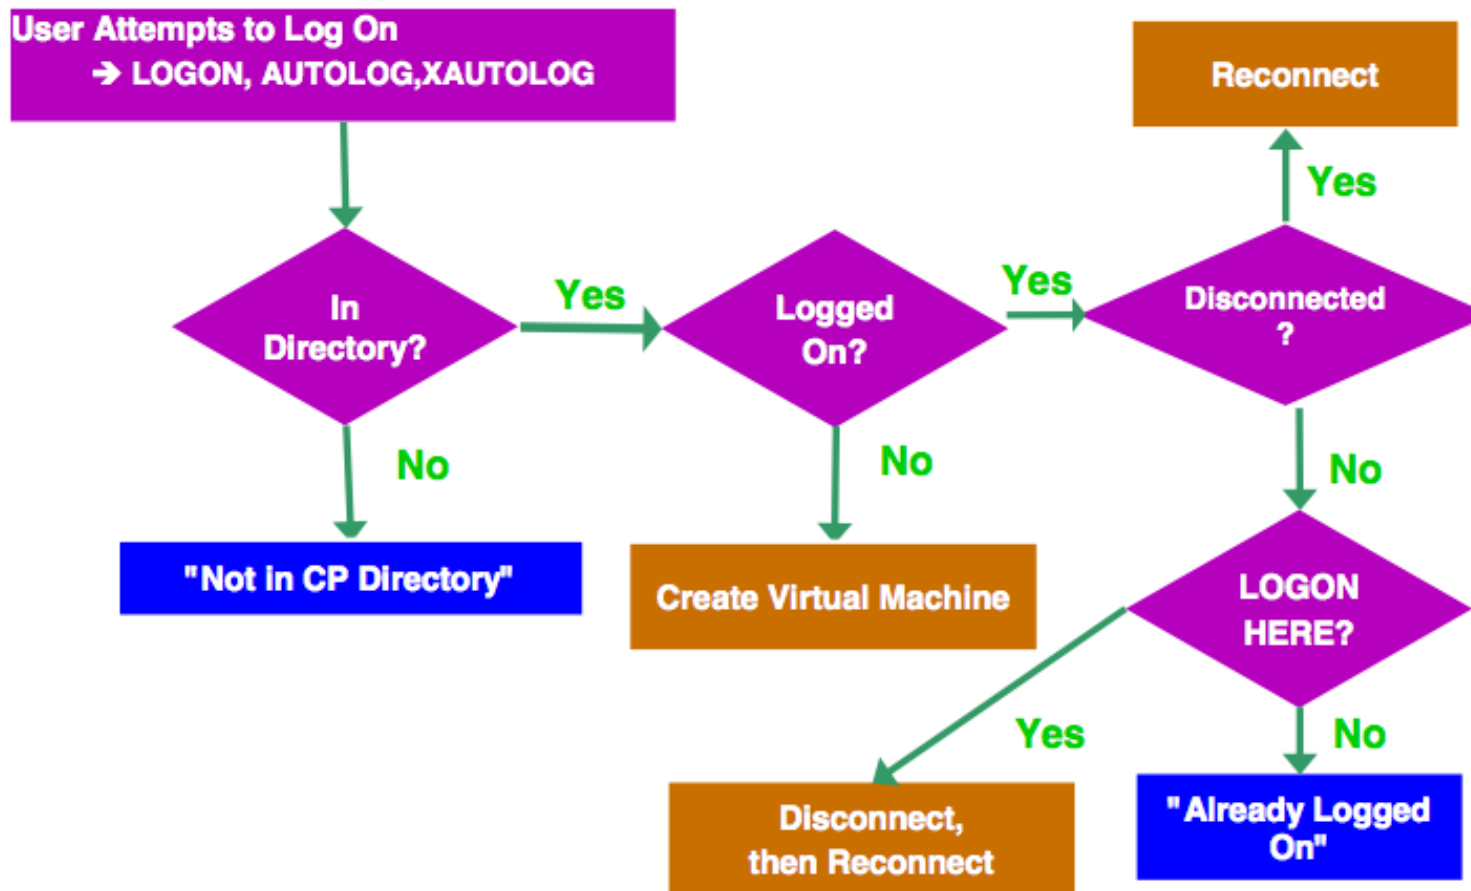 User Attempts to Log On
➔ LOGON, AUTOLOG,XAUTOLOG
Reconnect
Yes
In
Directory?
Yes
Logged
On?
Yes
Disconnected
?
No
No
No
"Not in CP Directory"
Create Virtual Machine
LOGON
HERE?
Yes
No
Disconnect,
then Reconnect
"Already Logged
On"